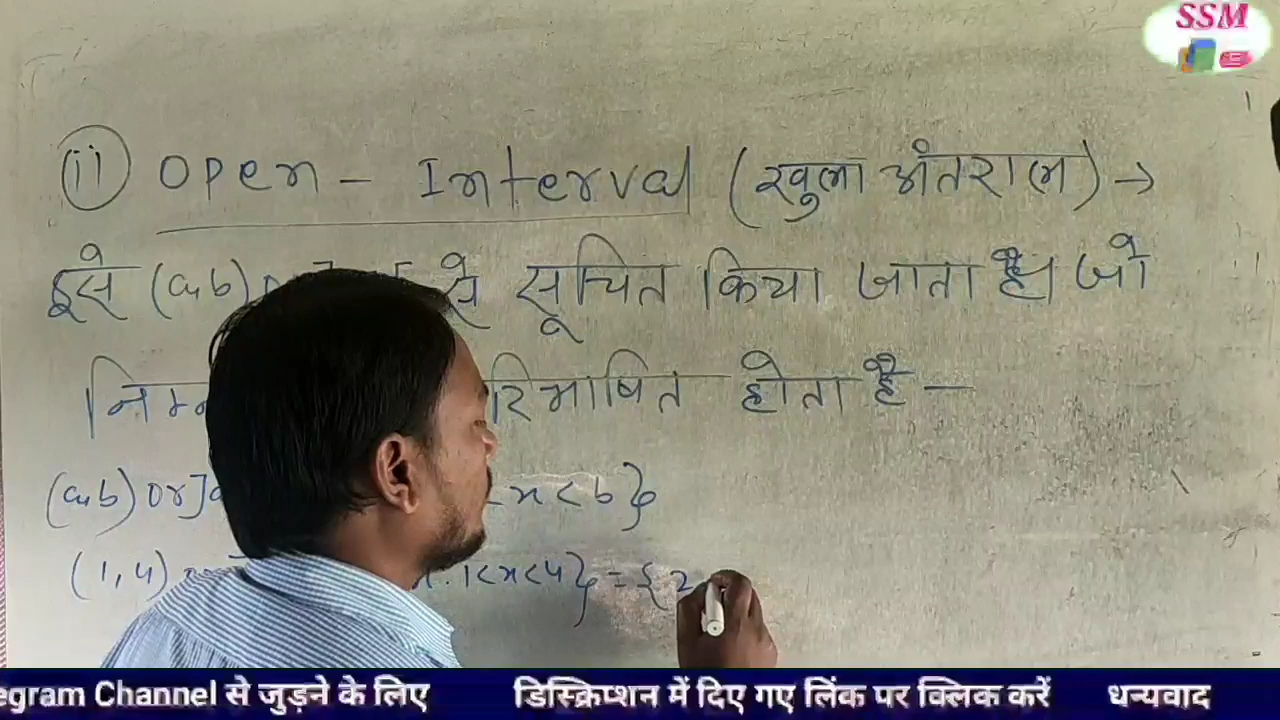 SSM
(ii) Open - Interval (खुला अंतराल) →
इसे (a,b) से सूचित किया जाता है। जो
होता है —
(a,b) or ]a x < b}
(1,4) 1<x<4} = {2,
egram Channel से जुड़ने के लिए डिस्क्रिप्शन में दिए गए लिंक पर क्लिक करें धन्यवाद